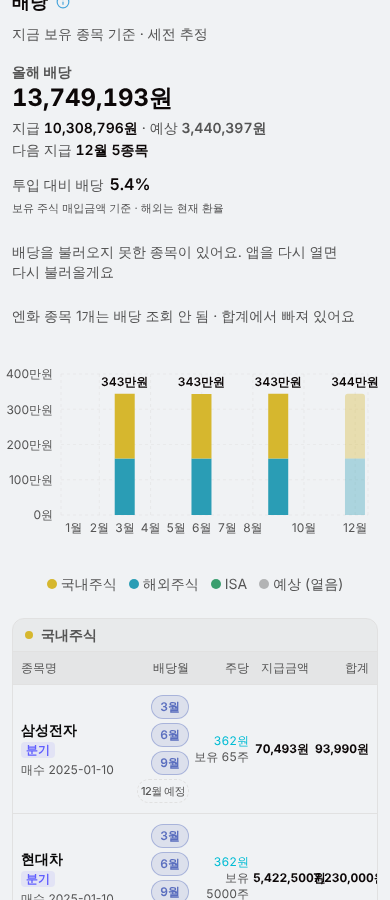 배당
지금 보유 종목 기준 · 세전 추정
올해 배당
13,749,193원
지급 10,308,796원 · 예상 3,440,397원
다음 지급 12월 5종목
투입 대비 배당 5.4%
보유 주식 매입금액 기준 · 해외는 현재 환율
배당을 불러오지 못한 종목이 있어요. 앱을 다시 열면
다시 불러올게요
엔화 종목 1개는 배당 조회 안 됨 · 합계에서 빠져 있어요
400만원
343만원 343만원 343만원 344만원
300만원
200만원
100만원
0원
1월 2월 3월 4월 5월 6월 7월 8월 10월 12월
국내주식 해외주식 ISA 예상 (옅음)
국내주식
종목명 배당월 주당 지급금액 합계
삼성전자
분기
매수 2025-01-10
3월
6월
9월
12월 예정
362원
보유 65주
70,493원 93,990원
현대차
분기
매수 2025-01-10
3월
6월
9월
362원
보유
5000주
5,422,500원